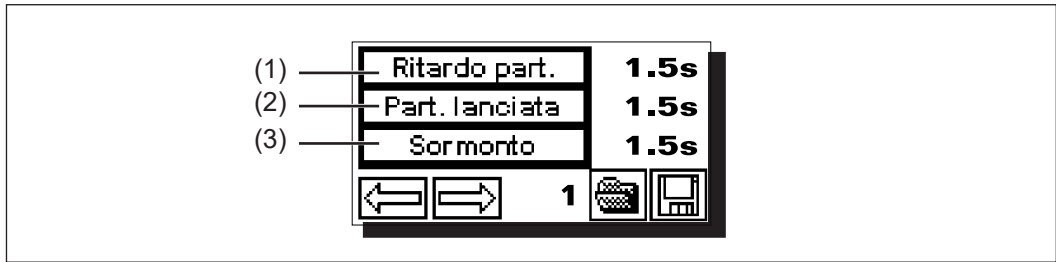 (1) Ritardo part. 1.5s
(2) Part. lanciata 1.5s
(3) Sormonto 1.5s
1